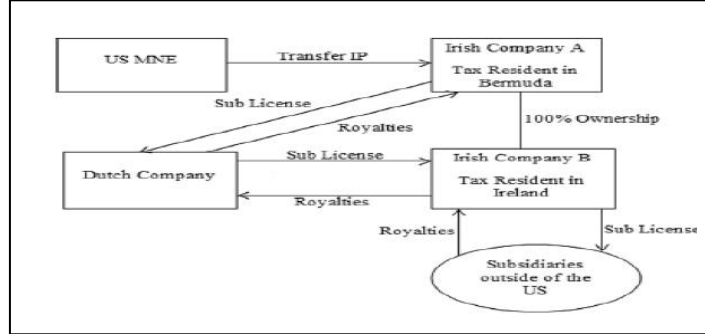 US MNE
Transfer IP
Irish Company A
Tax Resident in
Bermuda
Sub License
Royalties
100% Ownership
Dutch Company
Sub License
Royalties
Irish Company B
Tax Resident in
Ireland
Royalties
Sub License
Subsidiaries
outside of the
US